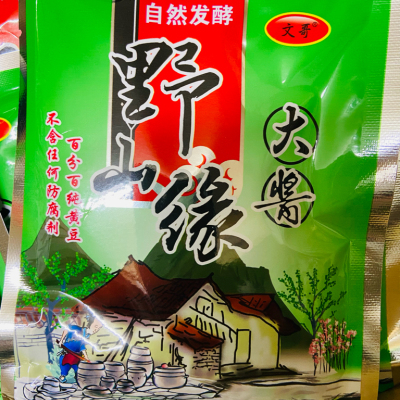 自然发酵
文哥
野山缘
大酱
百分百纯黄豆
不含任何防腐剂